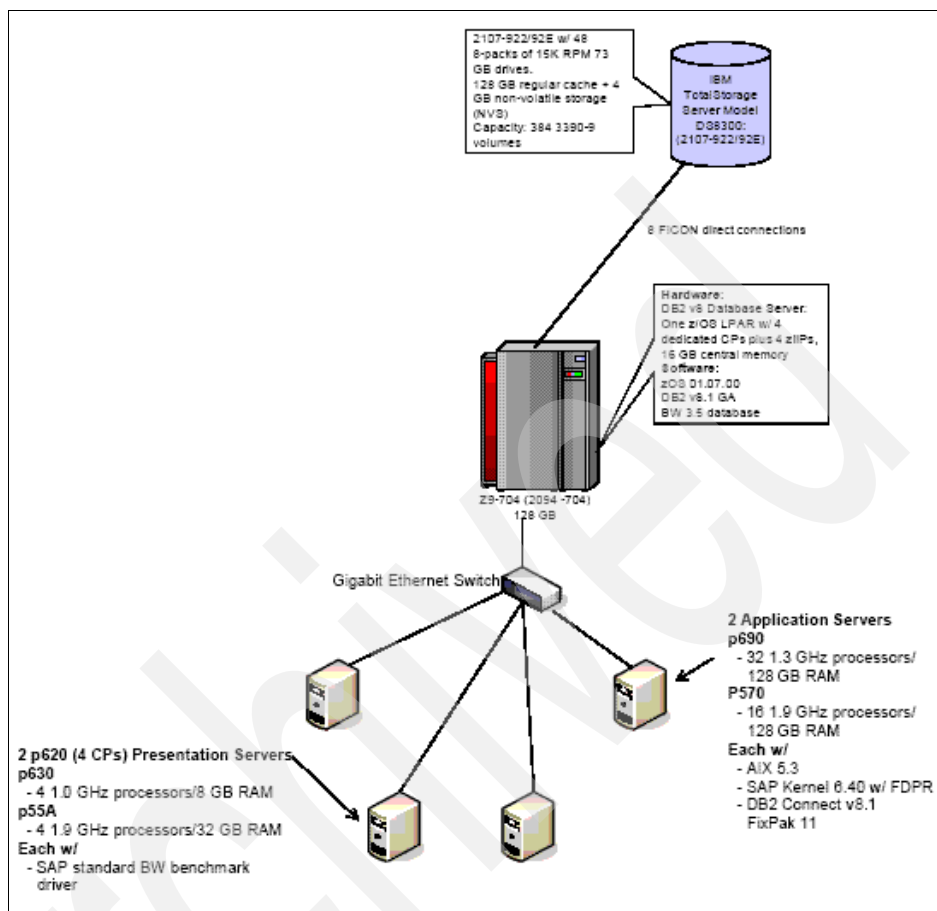 2107-922/92E w/ 48
8-packs of 15K RPM 73
GB drives.
128 GB regular cache + 4
GB non-volatile storage
(NVS)
Capacity: 384 3390-9
volumes
IBM
TotalStorage
Server Model
DS8300:
(2107-922/92E)
8 FICON direct connections
Hardware:
DB2 v8 Database Server:
One z/OS LPAR w/ 4
dedicated CPs plus 4 zIIPs,
16 GB central memory
Software:
zOS 01.07.00
DB2 v8.1 GA
BW 3.5 database
Z9-704 (2094 -704)
128 GB
Gigabit Ethernet Switch
2 Application Servers
p690
- 32 1.3 GHz processors/
128 GB RAM
P570
- 16 1.9 GHz processors/
128 GB RAM
Each w/
- AIX 5.3
- SAP Kernel 6.40 w/ FDPR
- DB2 Connect v8.1
FixPak 11
2 p620 (4 CPs) Presentation Servers
p630
- 4 1.0 GHz processors/8 GB RAM
p55A
- 4 1.9 GHz processors/32 GB RAM
Each w/
- SAP standard BW benchmark
driver
Archived